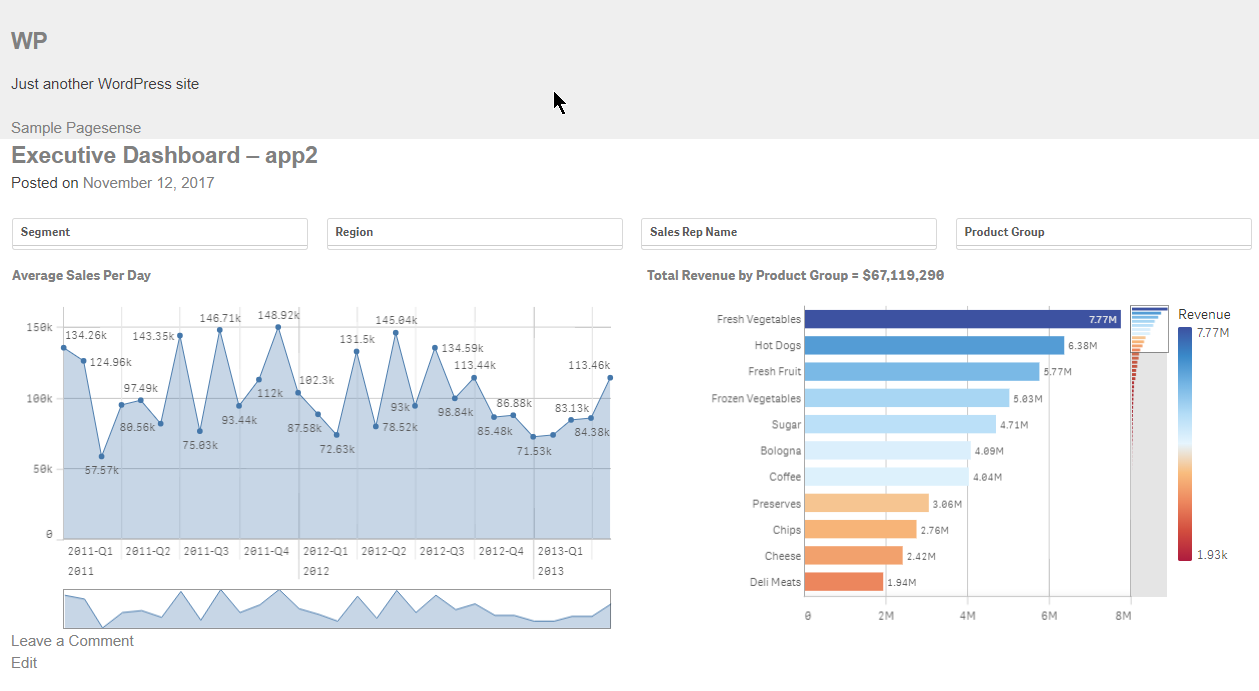 WP
Just another WordPress site
Sample Pagesense
Executive Dashboard – app2
Posted on November 12, 2017
Segment
Region
Sales Rep Name
Product Group
Average Sales Per Day
150k
100k
50k
0
134.26k
124.96k
57.57k
97.49k
80.56k
143.35k
75.03k
146.71k
93.44k
112k
148.92k
102.3k
87.58k
72.63k
131.5k
78.52k
145.04k
93k
134.59k
98.84k
113.44k
85.48k
86.88k
71.53k
83.13k
84.38k
113.46k
2011-Q1 2011-Q2 2011-Q3 2011-Q4 2012-Q1 2012-Q2 2012-Q3 2012-Q4 2013-Q1
2011 2012 2013
Total Revenue by Product Group = $67,119,290
Fresh Vegetables 7.77M
Hot Dogs 6.38M
Fresh Fruit 5.77M
Frozen Vegetables 5.03M
Sugar 4.71M
Bologna 4.09M
Coffee 4.04M
Preserves 3.06M
Chips 2.76M
Cheese 2.42M
Deli Meats 1.94M
0 2M 4M 6M 8M
Revenue
7.77M
1.93k
Leave a Comment
Edit